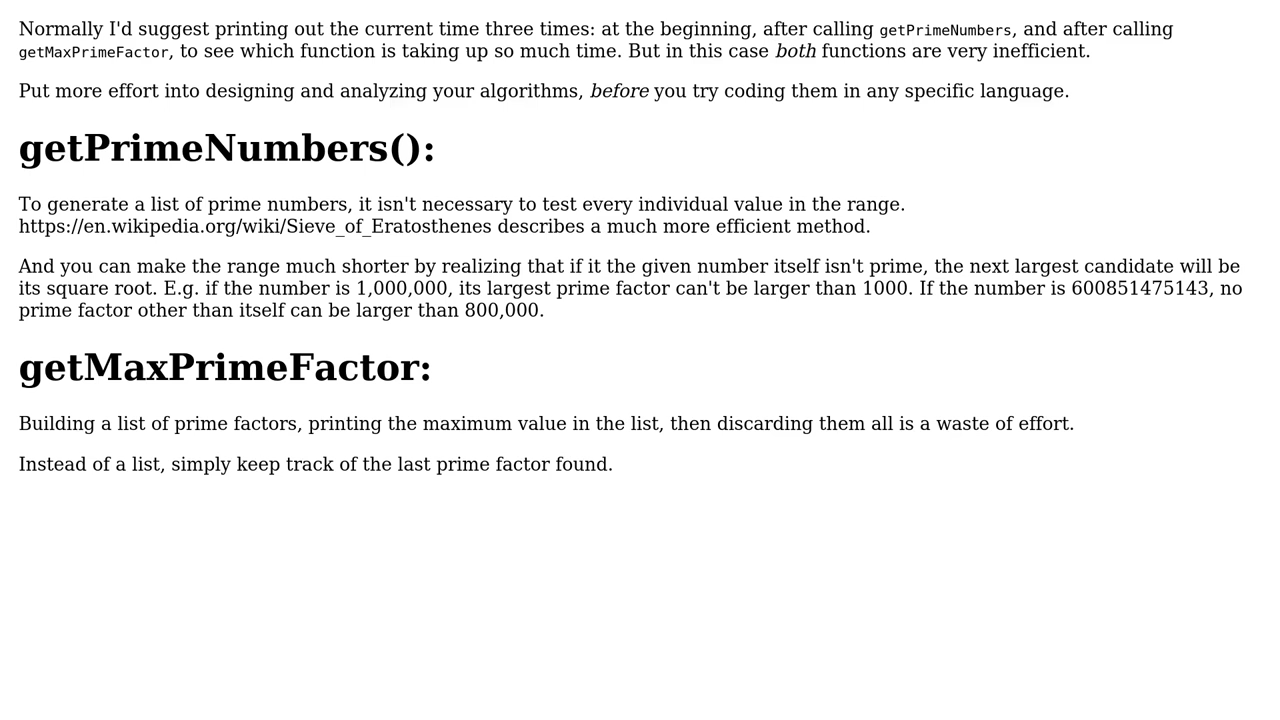 Normally I'd suggest printing out the current time three times: at the beginning, after calling getPrimeNumbers, and after calling
getMaxPrimeFactor, to see which function is taking up so much time. But in this case both functions are very inefficient.
Put more effort into designing and analyzing your algorithms, before you try coding them in any specific language.
getPrimeNumbers():
To generate a list of prime numbers, it isn't necessary to test every individual value in the range.
https://en.wikipedia.org/wiki/Sieve_of_Eratosthenes describes a much more efficient method.
And you can make the range much shorter by realizing that if it the given number itself isn't prime, the next largest candidate will be
its square root. E.g. if the number is 1,000,000, its largest prime factor can't be larger than 1000. If the number is 600851475143, no
prime factor other than itself can be larger than 800,000.
getMaxPrimeFactor:
Building a list of prime factors, printing the maximum value in the list, then discarding them all is a waste of effort.
Instead of a list, simply keep track of the last prime factor found.